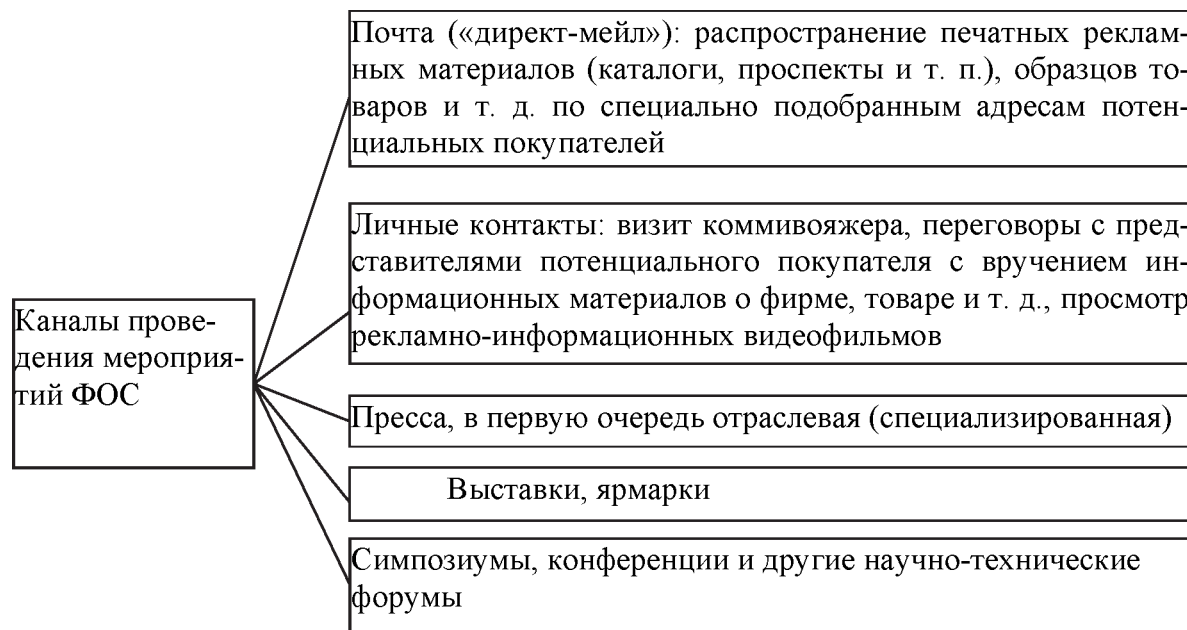 Почта («директ-мейл»): распространение печатных реклам-
ных материалов (каталоги, проспекты и т. п.), образцов то-
варов и т. д. по специально подобранным адресам потен-
циальных покупателей
Личные контакты: визит коммивояжера, переговоры с пред-
ставителями потенциального покупателя с вручением ин-
формационных материалов о фирме, товаре и т. д., просмотр
рекламно-информационных видеофильмов
Каналы прове-
дения мероприя-
тий ФОС
Пресса, в первую очередь отраслевая (специализированная)
Выставки, ярмарки
Симпозиумы, конференции и другие научно-технические
форумы